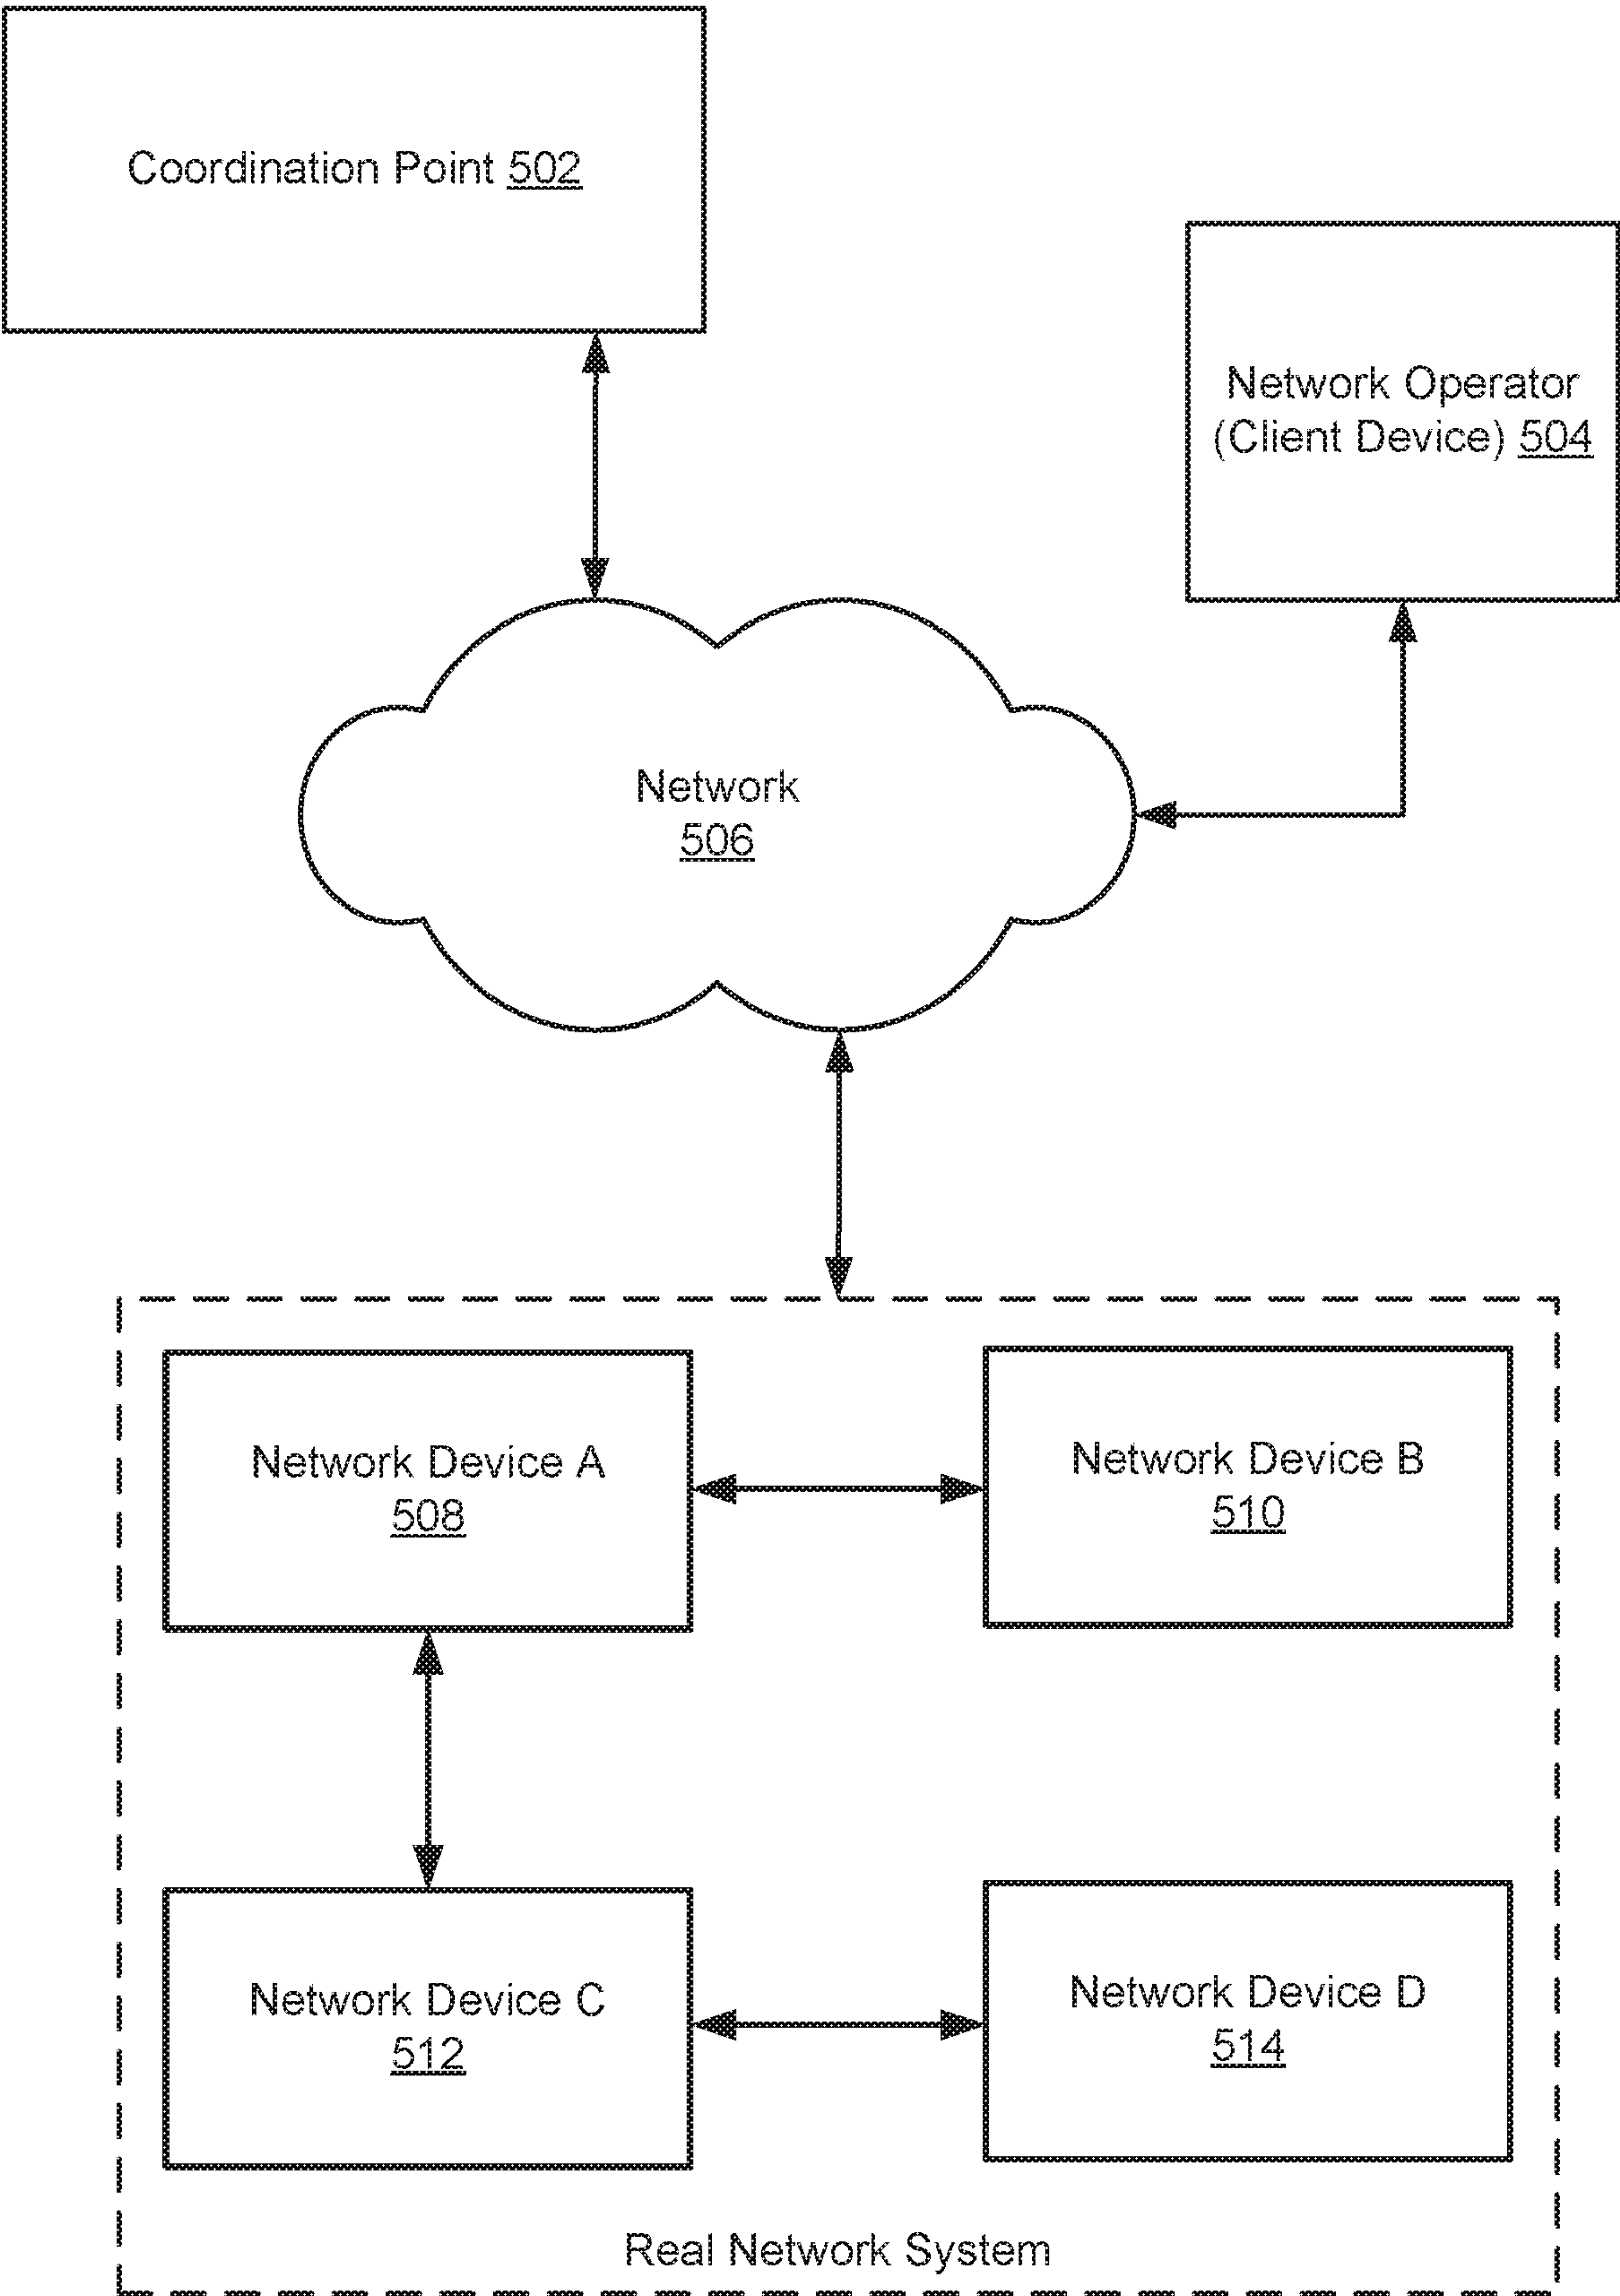 Coordination Point 502
Network Operator
(Client Device) 504
Network
506
Network Device A
508
Network Device B
510
Network Device C
512
Network Device D
514
Real Network System